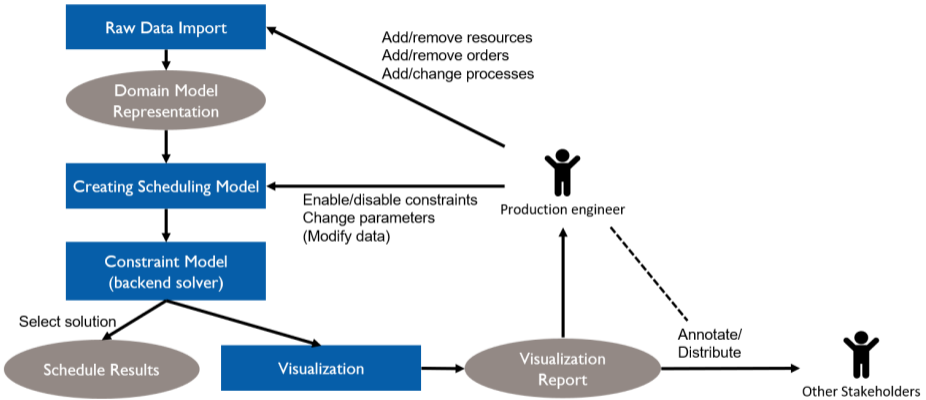 Raw Data Import
Add/remove resources
Add/remove orders
Add/change processes
Domain Model
Representation
Creating Scheduling Model
Enable/disable constraints
Change parameters
(Modify data)
Production engineer
Constraint Model
(backend solver)
Select solution
Schedule Results
Visualization
Visualization
Report
Annotate/
Distribute
Other Stakeholders